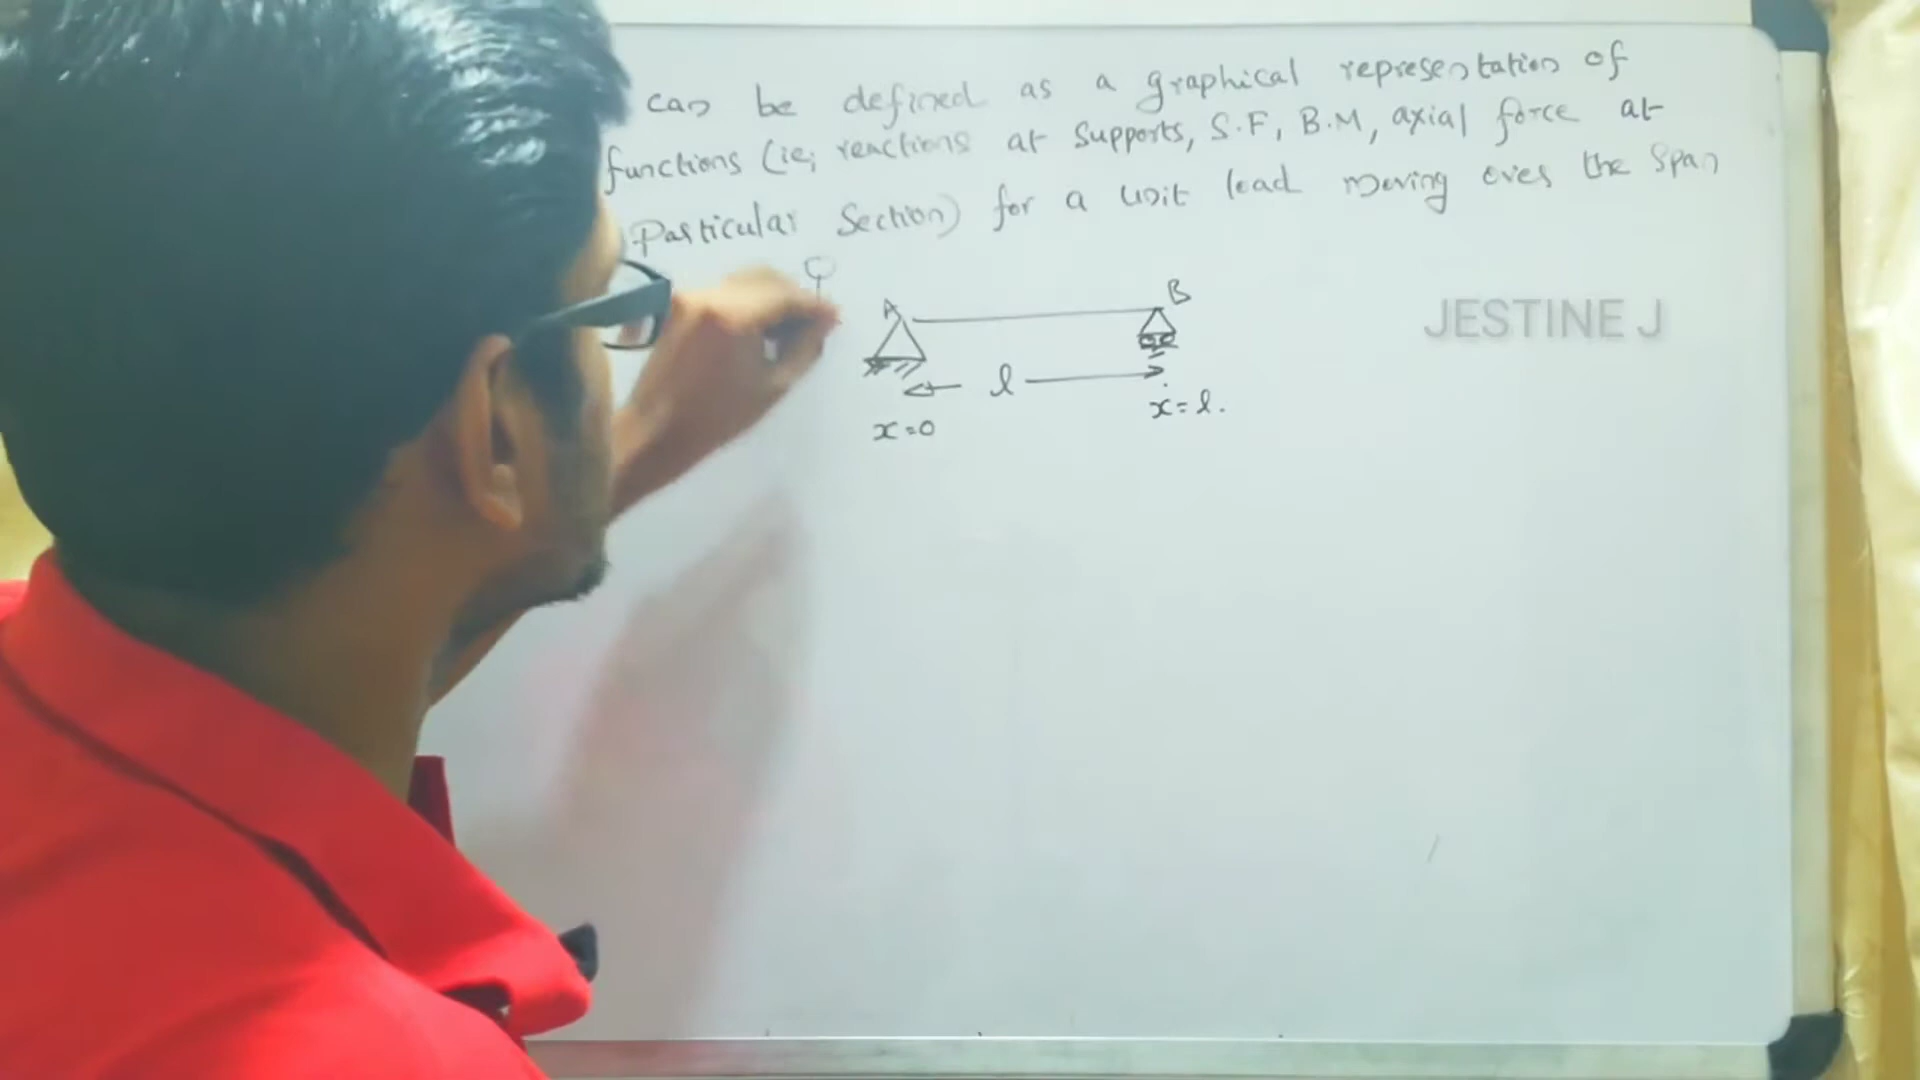 can be defined as a graphical representation of
functions (ie; reactions at supports, S.F, B.M, axial force at
particular section) for a unit load moving over the span
A B
JESTINE J
l
x=0 x=l.